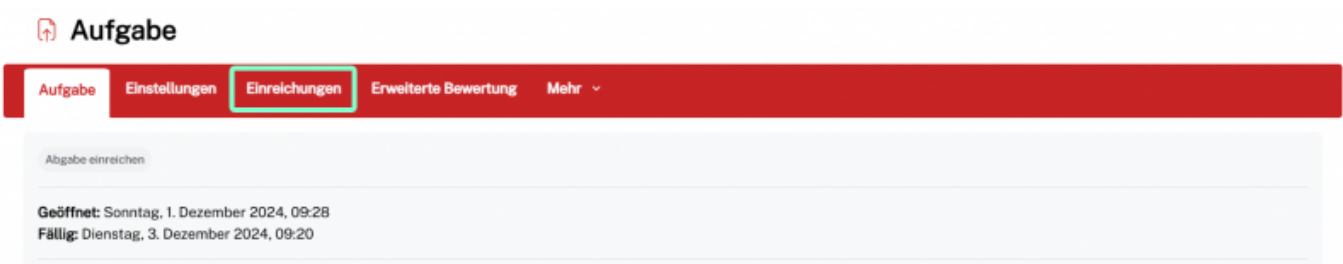 Aufgabe
Aufgabe Einstellungen Einreichungen Erweiterte Bewertung Mehr
Abgabe einreichen
Geöffnet: Sonntag, 1. Dezember 2024, 09:28
Fällig: Dienstag, 3. Dezember 2024, 09:20